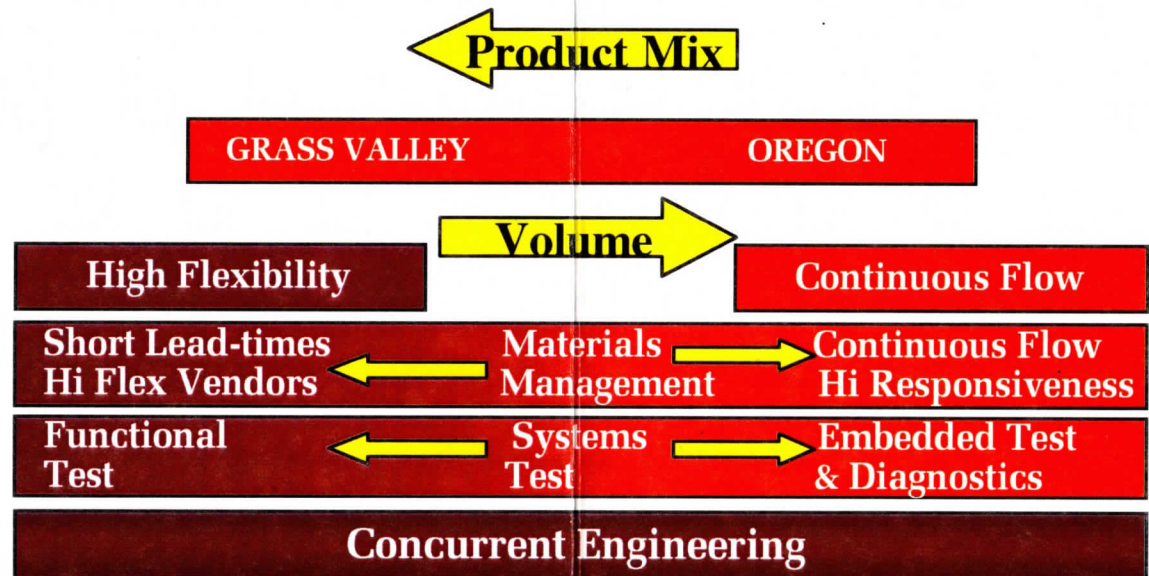 Product Mix
GRASS VALLEY
OREGON
Volume
High Flexibility
Continuous Flow
Short Lead-times
Hi Flex Vendors
Materials
Management
Continuous Flow
Hi Responsiveness
Functional
Test
Systems
Test
Embedded Test
& Diagnostics
Concurrent Engineering